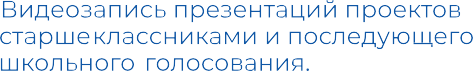 Видеозапись презентаций проектов
старшеклассниками и последующего
школьного голосования.